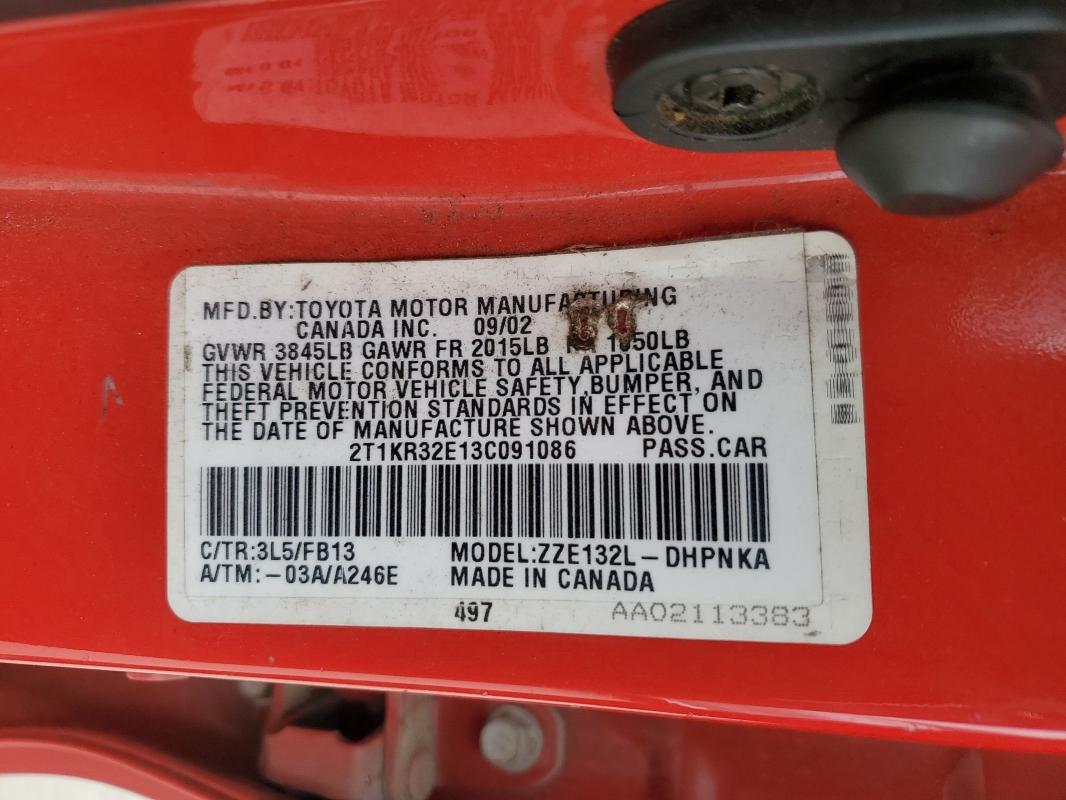 MFD.BY:TOYOTA MOTOR MANUFACTURING
CANADA INC. 09/02
GVWR 3845LB GAWR FR 2015LB
THIS VEHICLE CONFORMS TO ALL APPLICABLE
FEDERAL MOTOR VEHICLE SAFETY,BUMPER, AND
THEFT PREVENTION STANDARDS IN EFFECT ON
THE DATE OF MANUFACTURE SHOWN ABOVE.
2T1KR32E13C091086 PASS.CAR
C/TR:3L5/FB13 MODEL:ZZE132L-DHPNKA
A/TM:-03A/A246E MADE IN CANADA
497 AA02113383